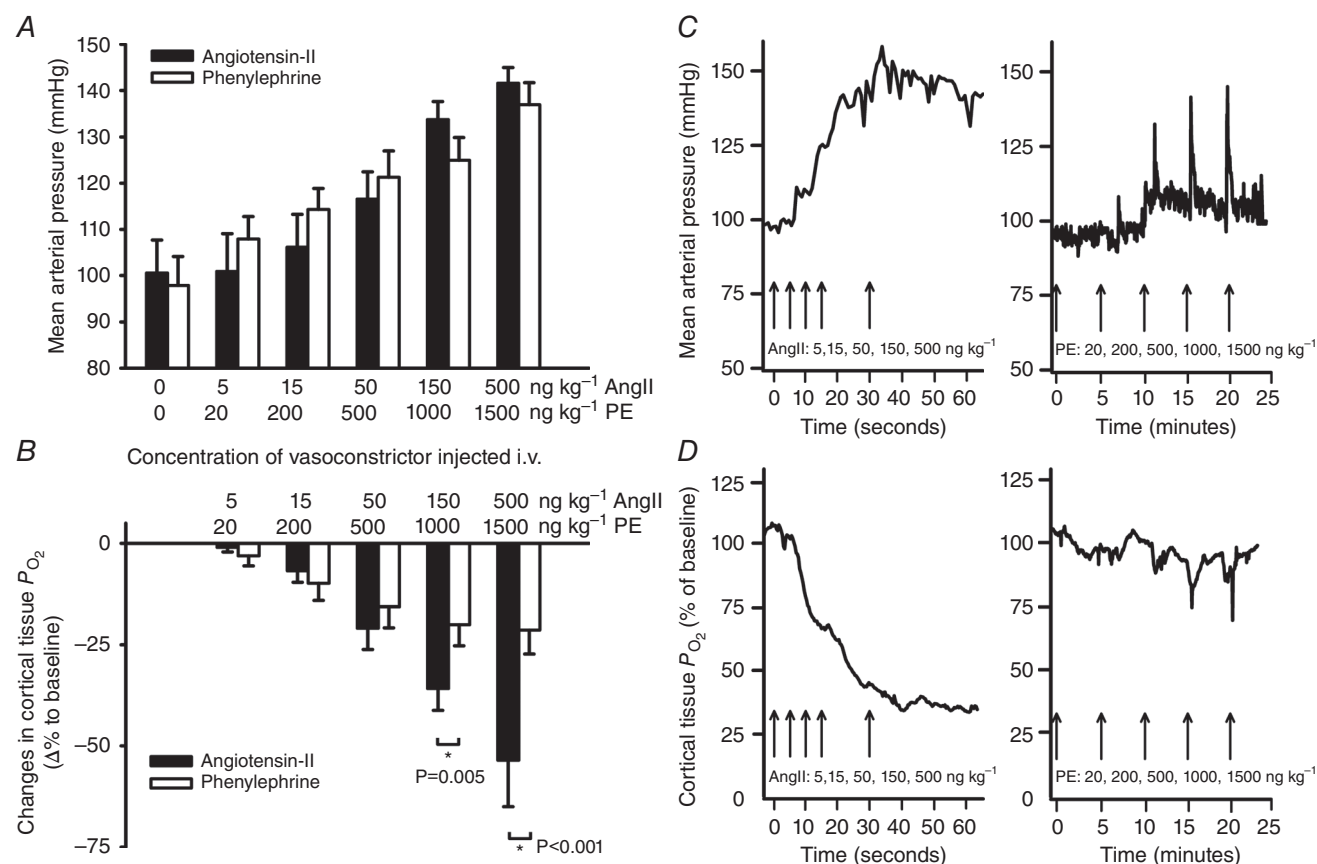 A
Mean arterial pressure (mmHg)
150
140
130
120
110
100
90
80
Angiotensin-II
Phenylephrine
0 5 15 50 150 500 ng kg⁻¹ AngII
0 20 200 500 1000 1500 ng kg⁻¹ PE
Concentration of vasoconstrictor injected i.v.
B
5 15 50 150 500 ng kg⁻¹ AngII
20 200 500 1000 1500 ng kg⁻¹ PE
Changes in cortical tissue P_O₂
(Δ% to baseline)
0
–25
–50
–75
Angiotensin-II
Phenylephrine
*
P=0.005
* P<0.001
C
Mean arterial pressure (mmHg)
150
125
100
75
50
AngII: 5,15, 50, 150, 500 ng kg⁻¹
0 10 20 30 40 50 60
Time (seconds)
150
125
100
75
50
PE: 20, 200, 500, 1000, 1500 ng kg⁻¹
0 5 10 15 20 25
Time (minutes)
D
Cortical tissue P_O₂ (% of baseline)
125
100
75
50
25
0
AngII: 5,15, 50, 150, 500 ng kg⁻¹
0 10 20 30 40 50 60
Time (seconds)
125
100
75
50
25
0
PE: 20, 200, 500, 1000, 1500 ng kg⁻¹
0 5 10 15 20 25
Time (minutes)